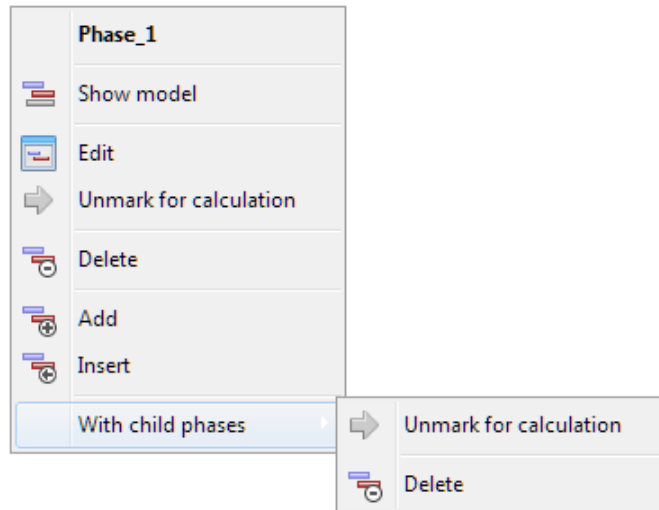 Phase_1
Show model
Edit
Unmark for calculation
Delete
Add
Insert
With child phases
Unmark for calculation
Delete